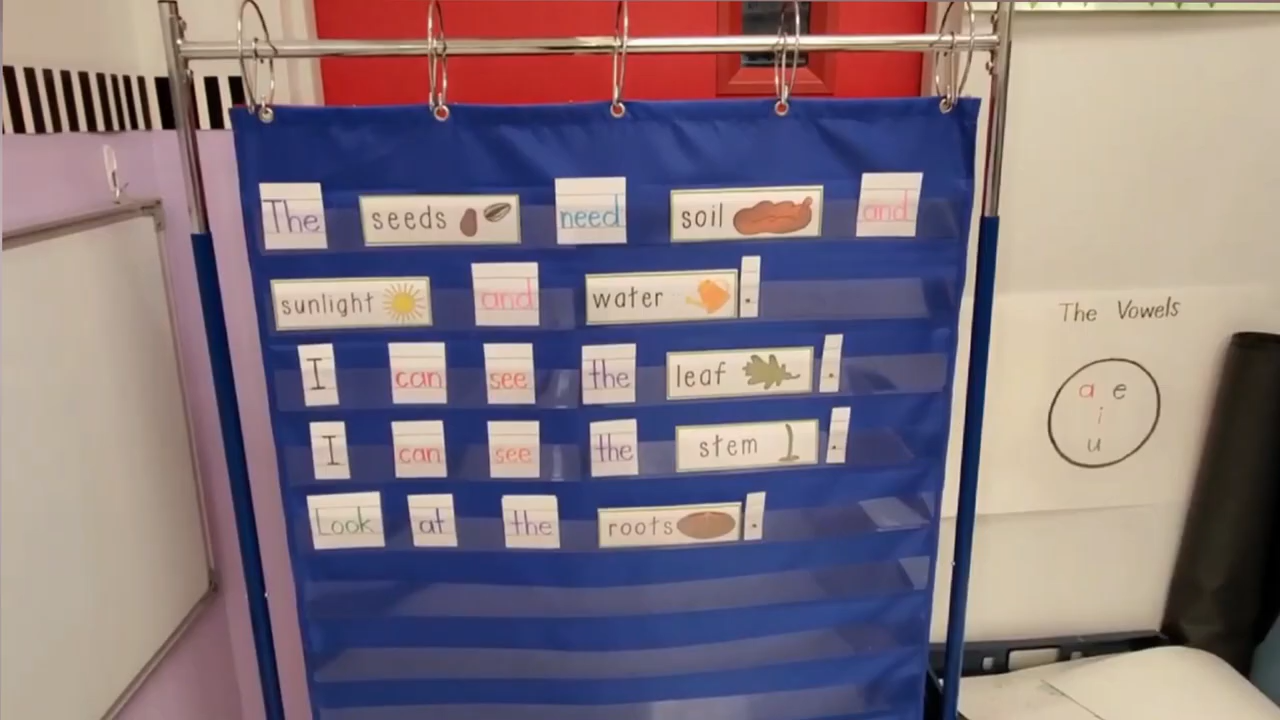 The seeds need soil and
sunlight and water.
I can see the leaf.
I can see the stem.
Look at the roots.
The Vowels
a e
i
u